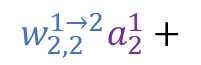 w_{2,2}^{1→2} a_2^1 +